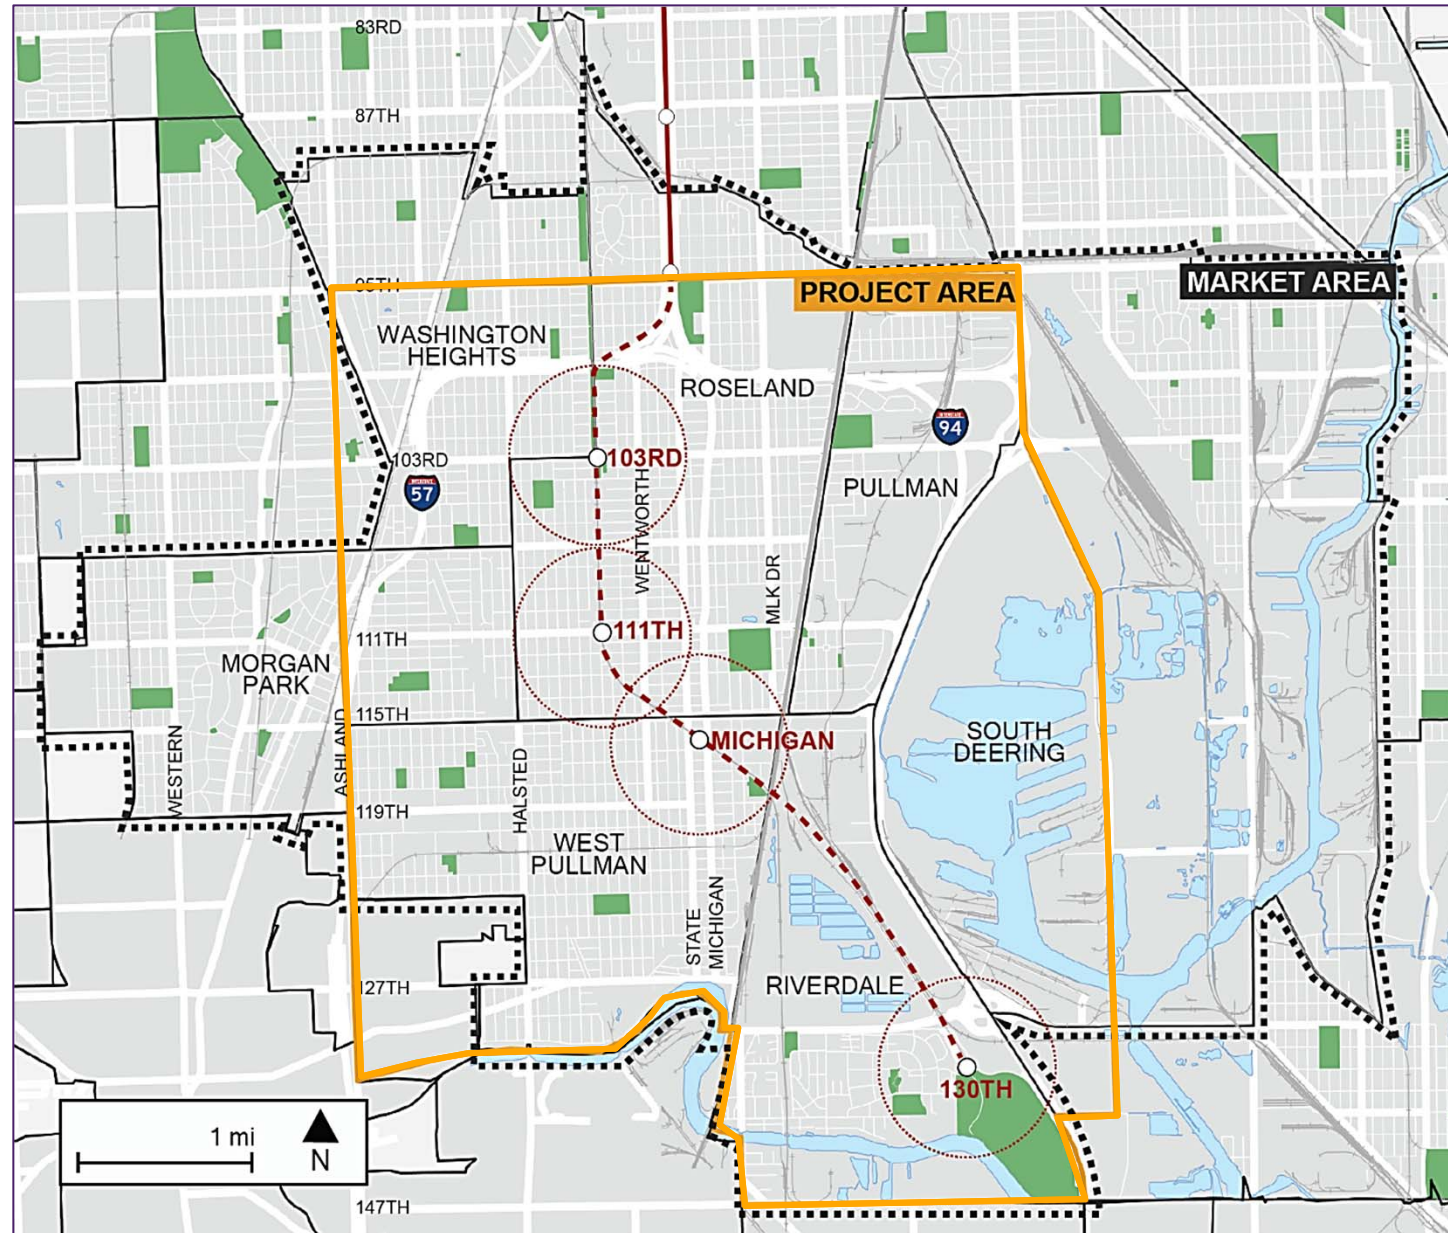 83RD
87TH
95TH
PROJECT AREA
MARKET AREA
WASHINGTON
HEIGHTS
ROSELAND
94
103RD
103RD
57
PULLMAN
WENTWORTH
MLK DR
111TH
111TH
MORGAN
PARK
115TH
MICHIGAN
SOUTH
DEERING
WESTERN
ASHLAND
HALSTED
119TH
WEST
PULLMAN
STATE
MICHIGAN
127TH
RIVERDALE
130TH
1 mi
N
147TH